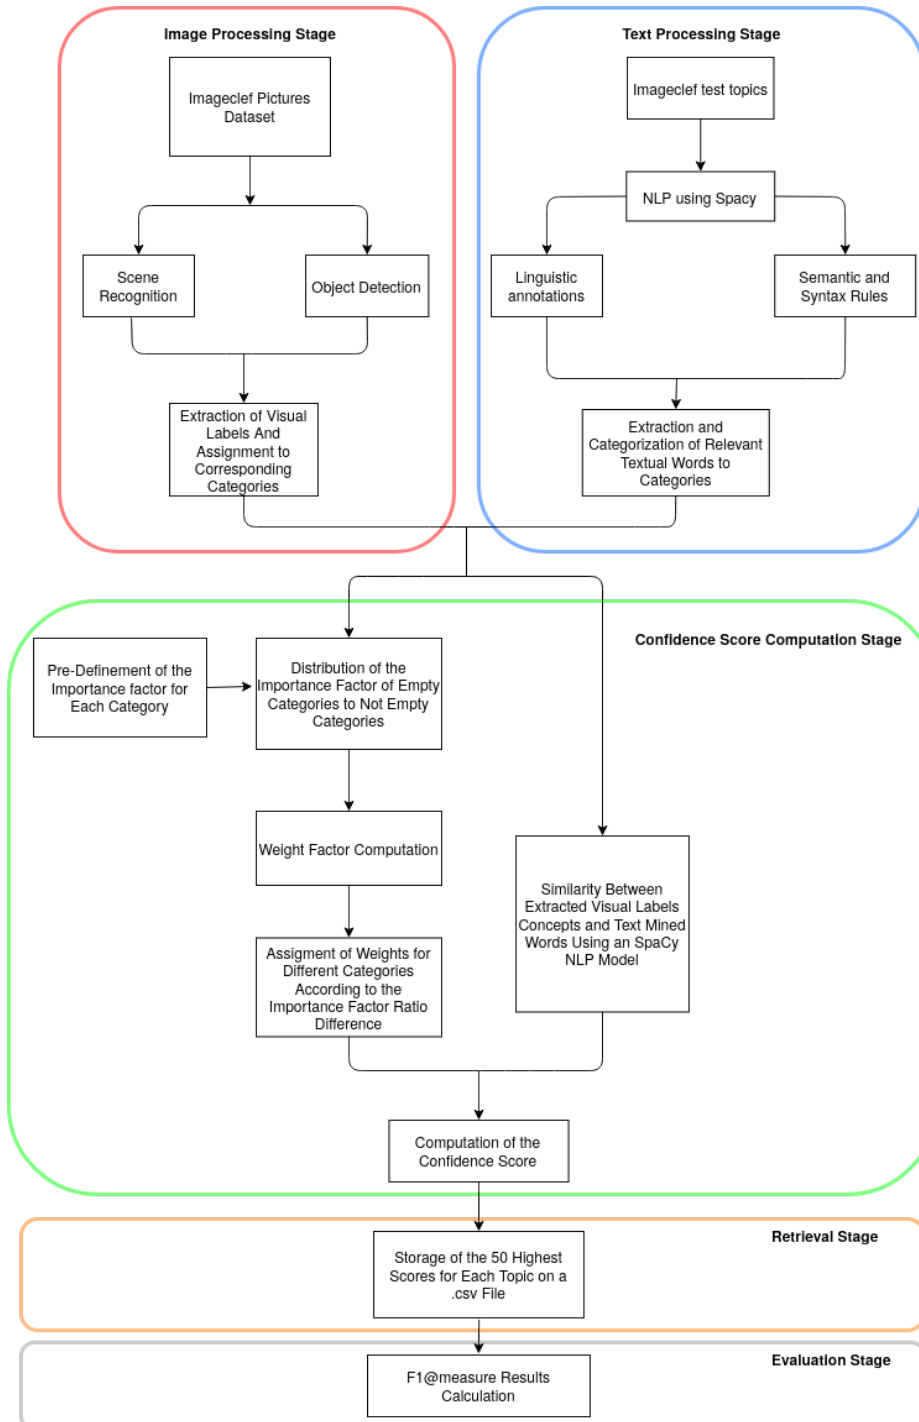 Image Processing Stage
Imageclef Pictures
Dataset
Scene
Recognition
Object Detection
Extraction of Visual
Labels And
Assignment to
Corresponding
Categories
Text Processing Stage
Imageclef test topics
NLP using Spacy
Linguistic
annotations
Semantic and
Syntax Rules
Extraction and
Categorization of Relevant
Textual Words to
Categories
Confidence Score Computation Stage
Pre-Definement of the
Importance factor for
Each Category
Distribution of the
Importance Factor of Empty
Categories to Not Empty
Categories
Weight Factor Computation
Assigment of Weights for
Different Categories
According to the
Importance Factor Ratio
Difference
Similarity Between
Extracted Visual Labels
Concepts and Text Mined
Words Using an SpaCy
NLP Model
Computation of the
Confidence Score
Retrieval Stage
Storage of the 50 Highest
Scores for Each Topic on a
.csv File
Evaluation Stage
F1@measure Results
Calculation